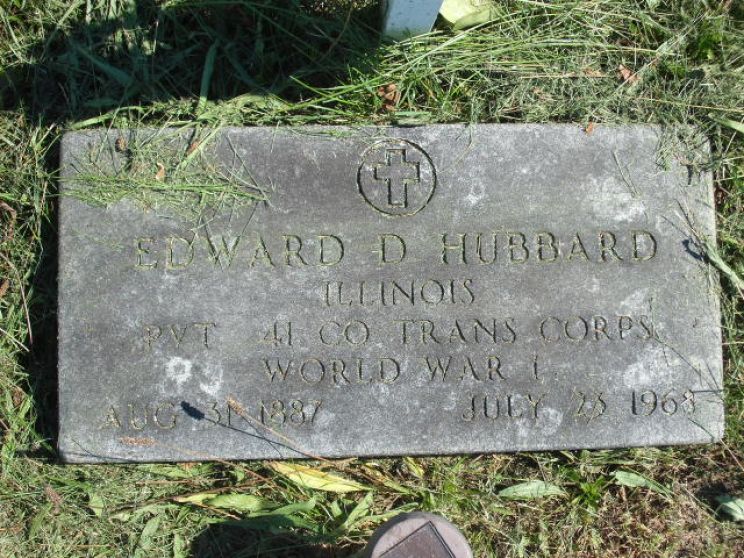 EDWARD D HUBBARD
ILLINOIS
PVT 41 CO TRANS CORPS
WORLD WAR I
AUG 31 1887 JULY 23 1968